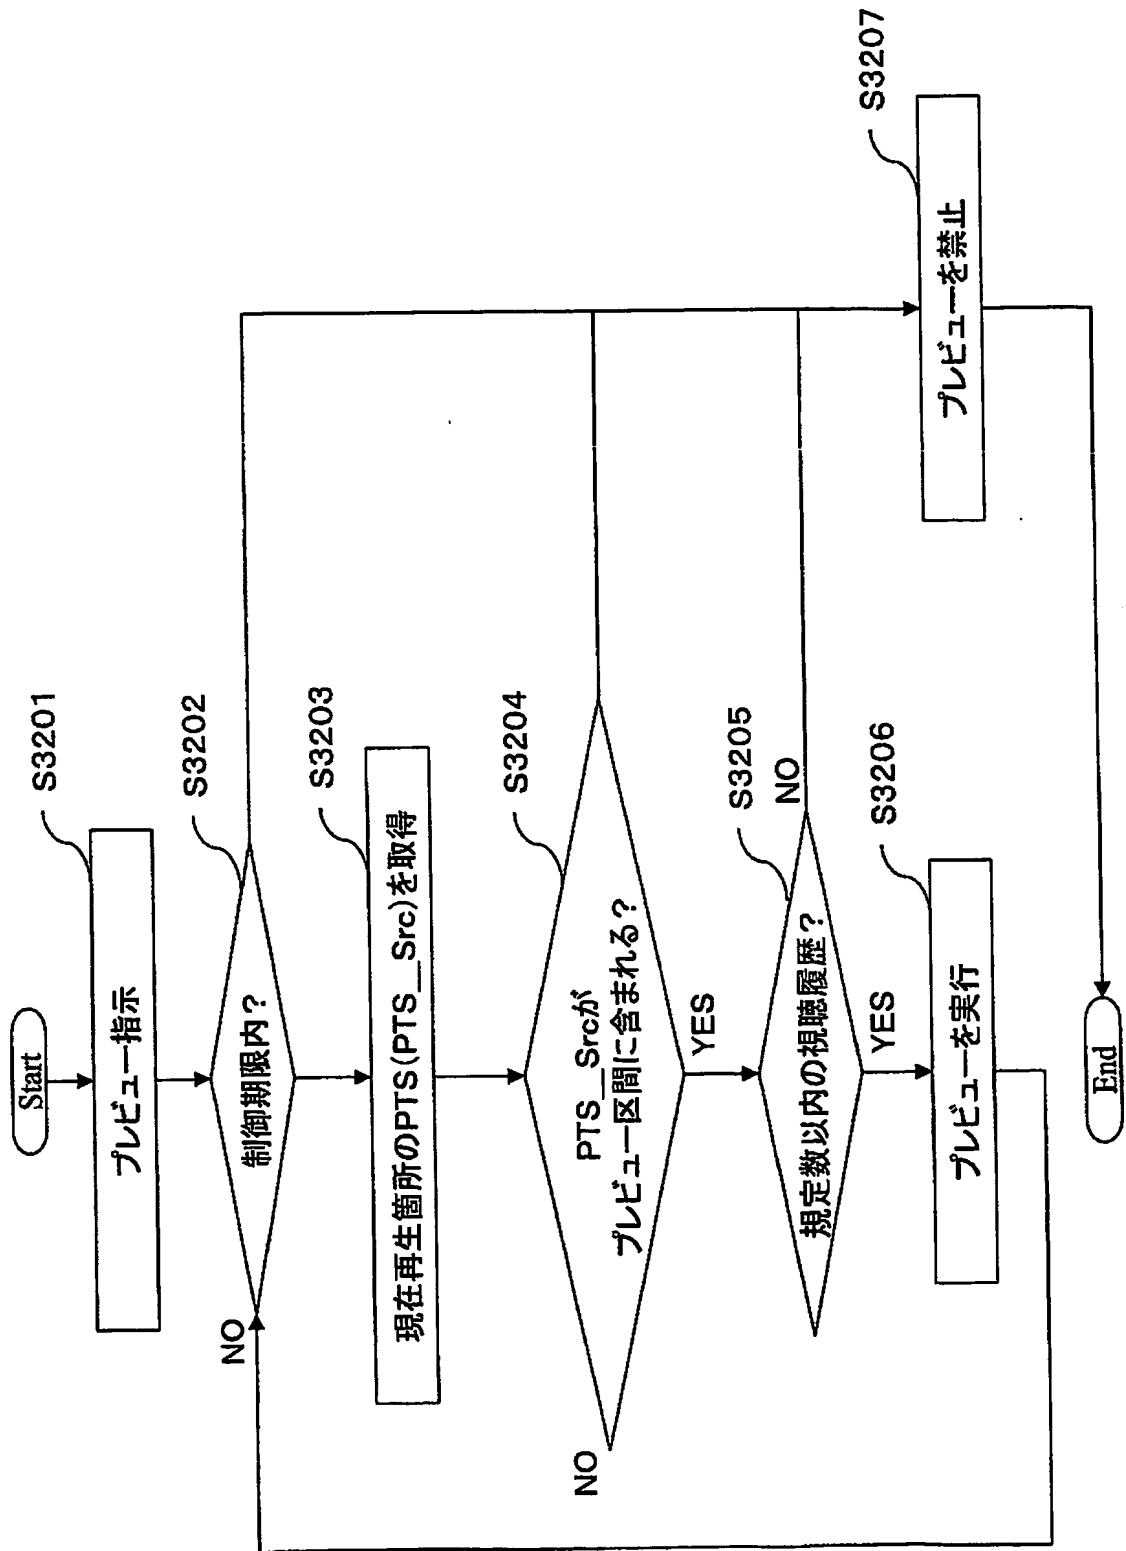 Start
S3201
プレビュー指示
S3202
制御期限内？
NO
S3203
現在再生箇所のPTS(PTS__Src)を取得
S3204
PTS__Srcが
プレビュー区間に含まれる？
NO
YES
S3205
規定数以内の視聴履歴？
NO
YES
S3206
プレビューを実行
S3207
プレビューを禁止
End